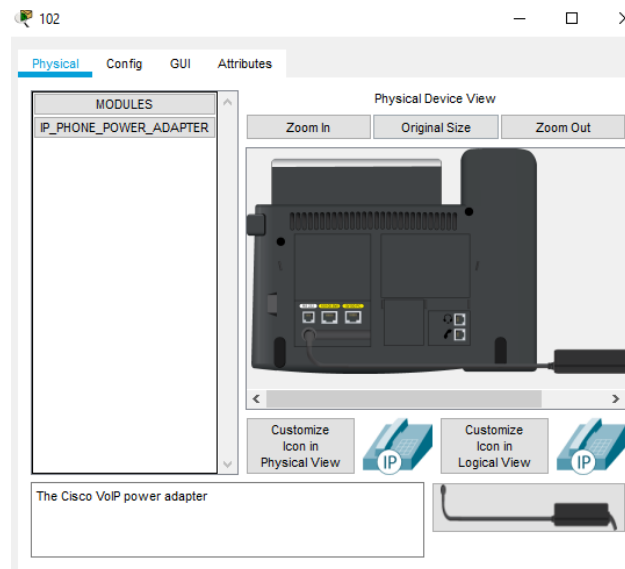 102
Physical
Config
GUI
Attributes
MODULES
IP_PHONE_POWER_ADAPTER
Physical Device View
Zoom In
Original Size
Zoom Out
Customize
Icon in
Physical View
IP
Customize
Icon in
Logical View
IP
The Cisco VoIP power adapter